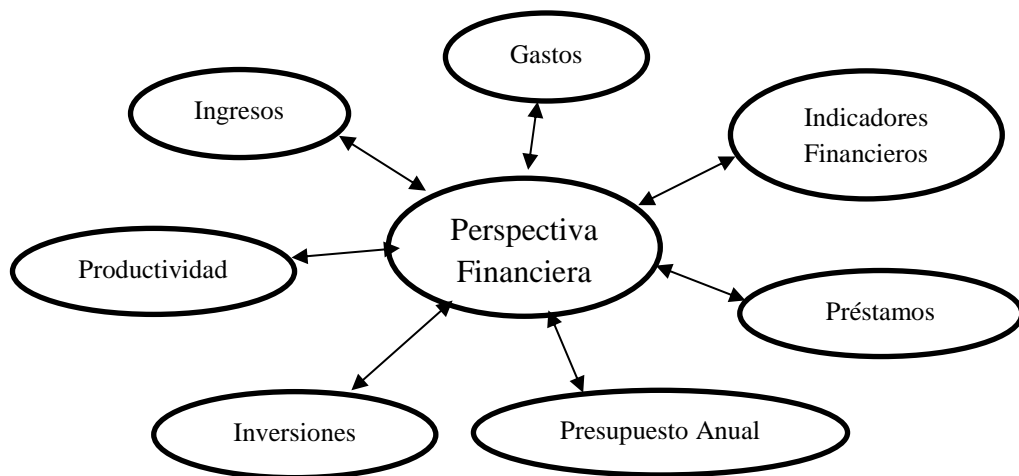 Gastos
Ingresos
Indicadores
Financieros
Perspectiva
Financiera
Productividad
Préstamos
Inversiones
Presupuesto Anual